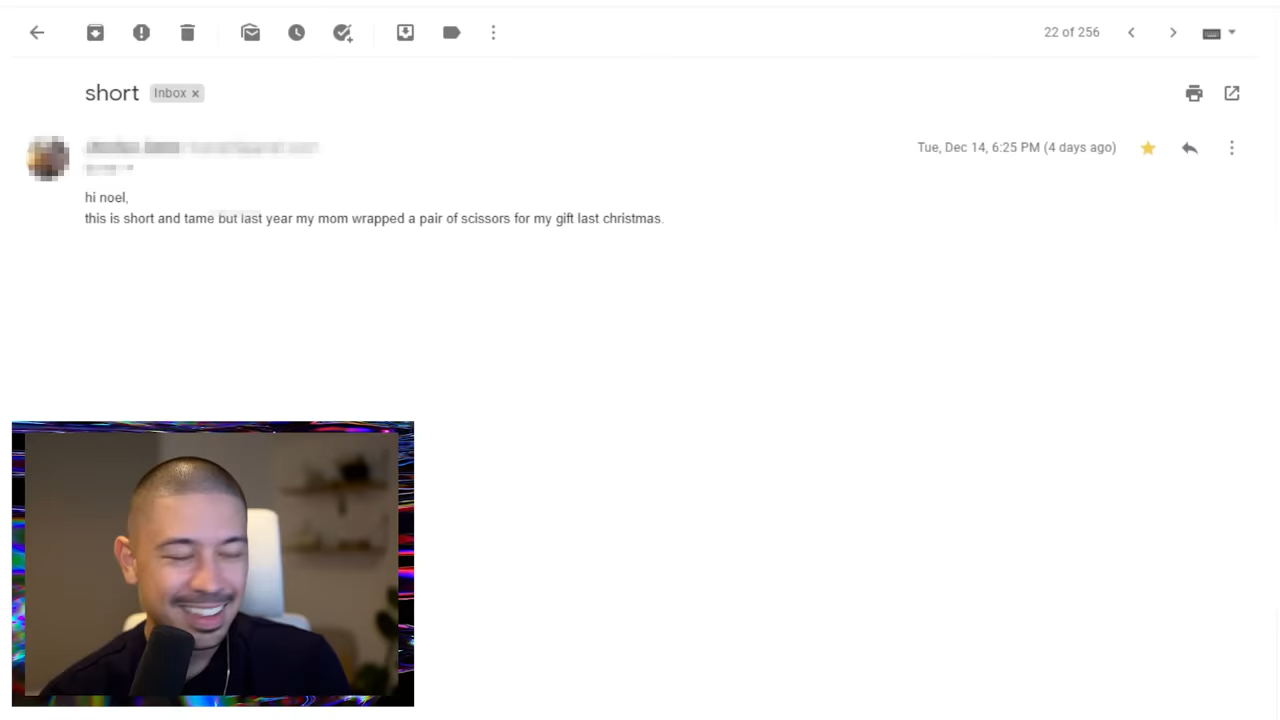 22 of 256
short Inbox ×
Tue, Dec 14, 6:25 PM (4 days ago)
hi noel,
this is short and tame but last year my mom wrapped a pair of scissors for my gift last christmas.